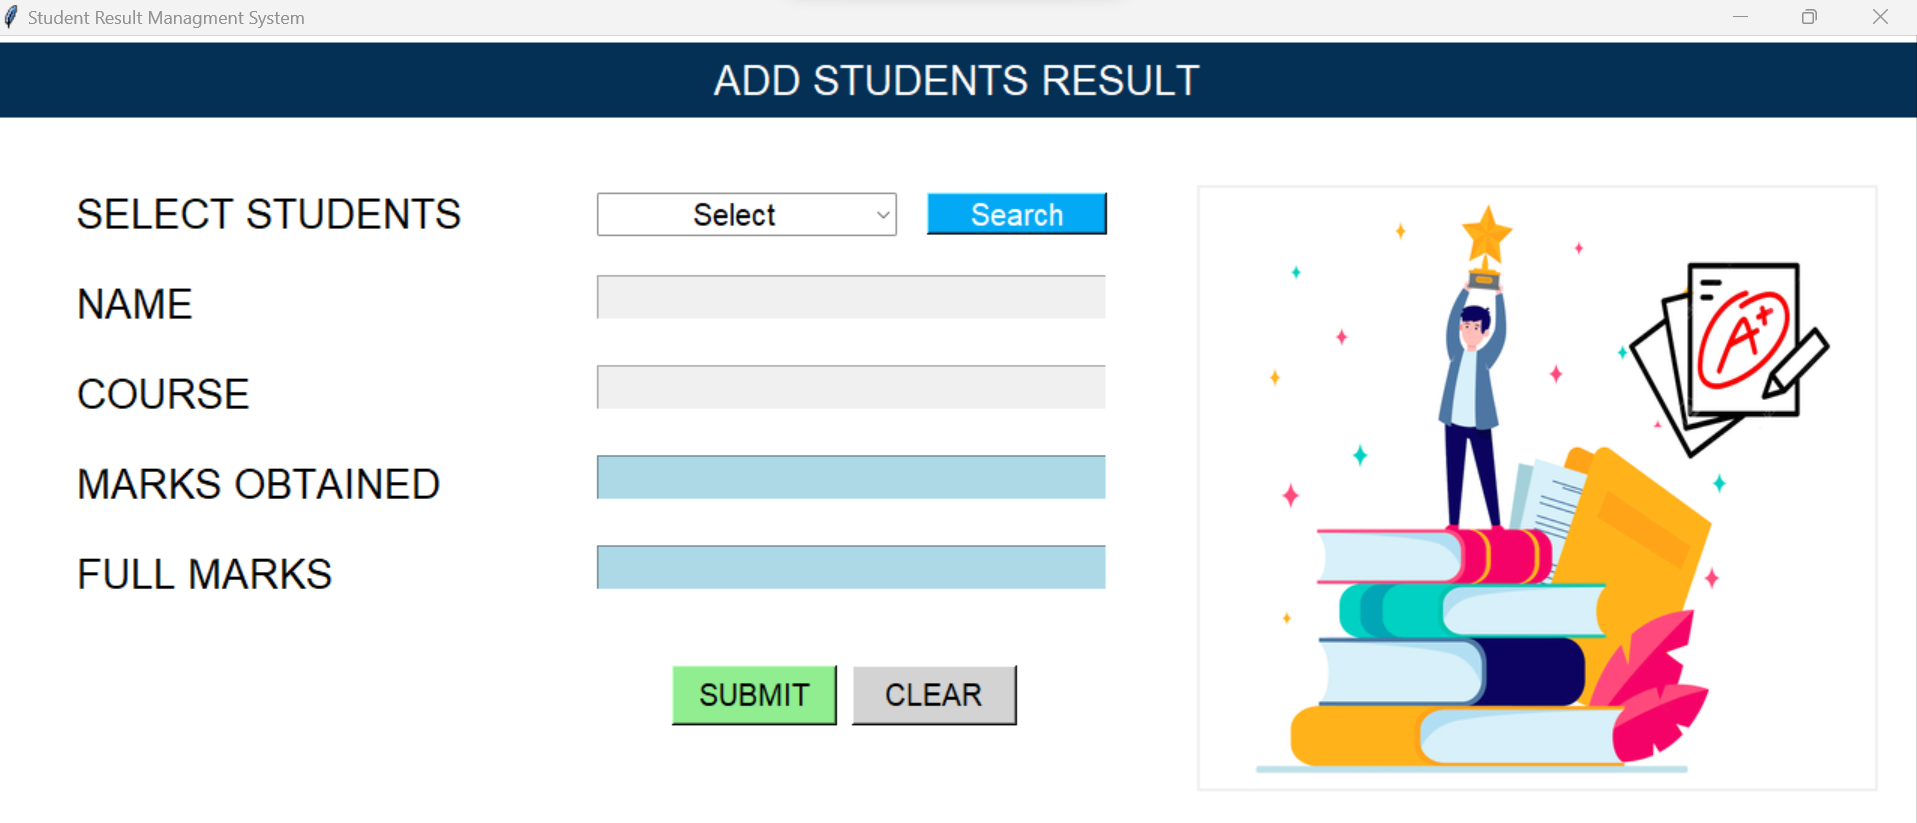 Student Result Managment System
ADD STUDENTS RESULT
SELECT STUDENTS Select Search
NAME
COURSE
MARKS OBTAINED
FULL MARKS
SUBMIT CLEAR
A+